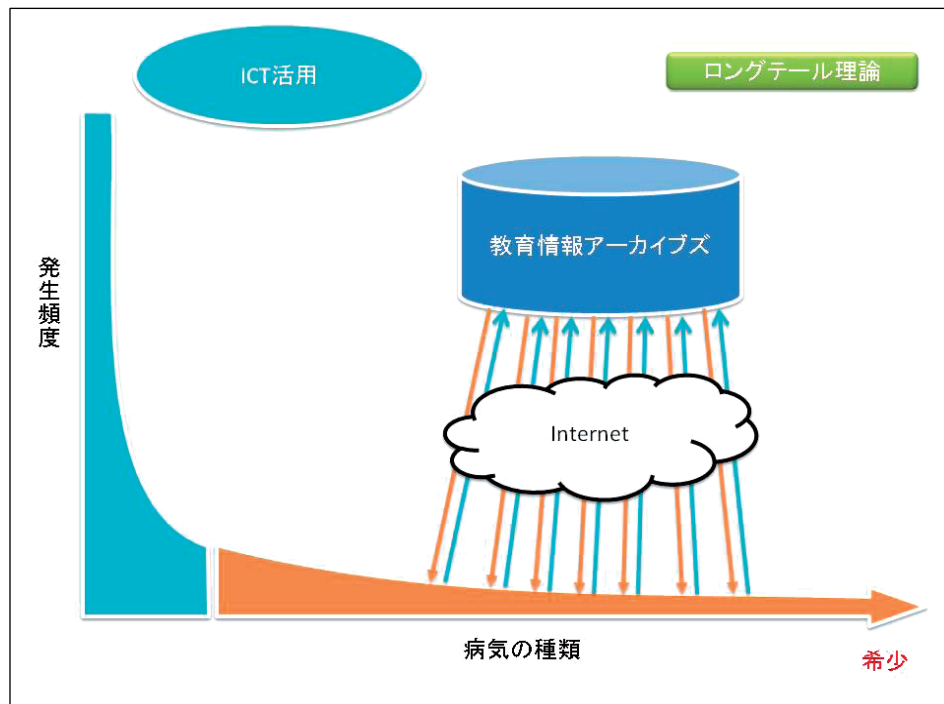 ICT活用
ロングテール理論
教育情報アーカイブズ
発生頻度
Internet
病気の種類
希少